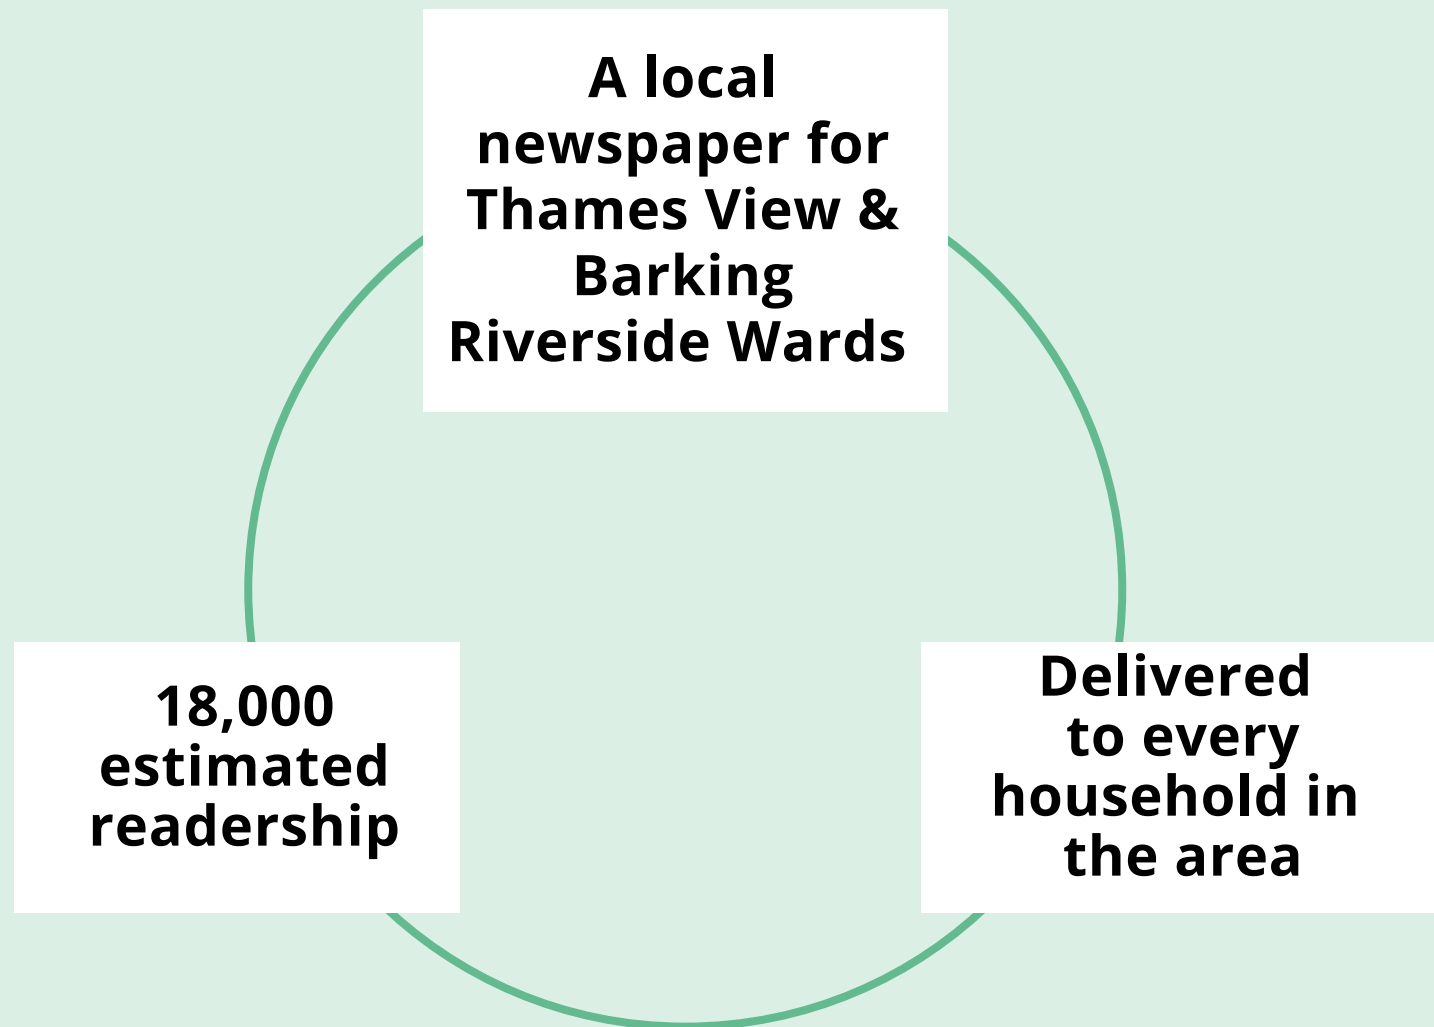 A local
newspaper for
Thames View &
Barking
Riverside Wards
18,000
estimated
readership
Delivered
to every
household in
the area